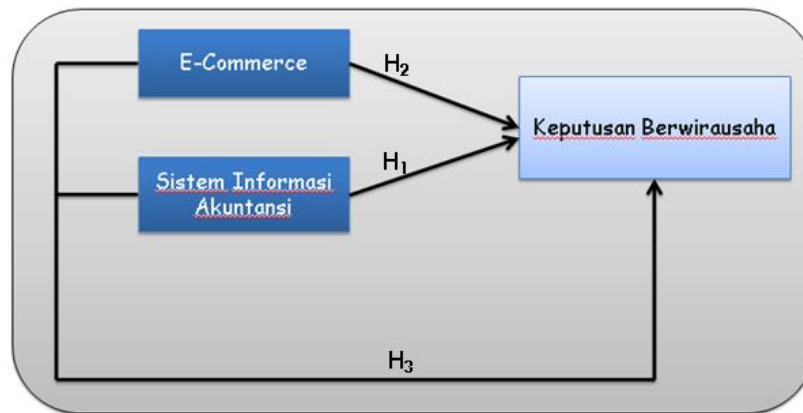 E-Commerce
H2
Keputusan Berwirausaha
H1
Sistem Informasi
Akuntansi
H3